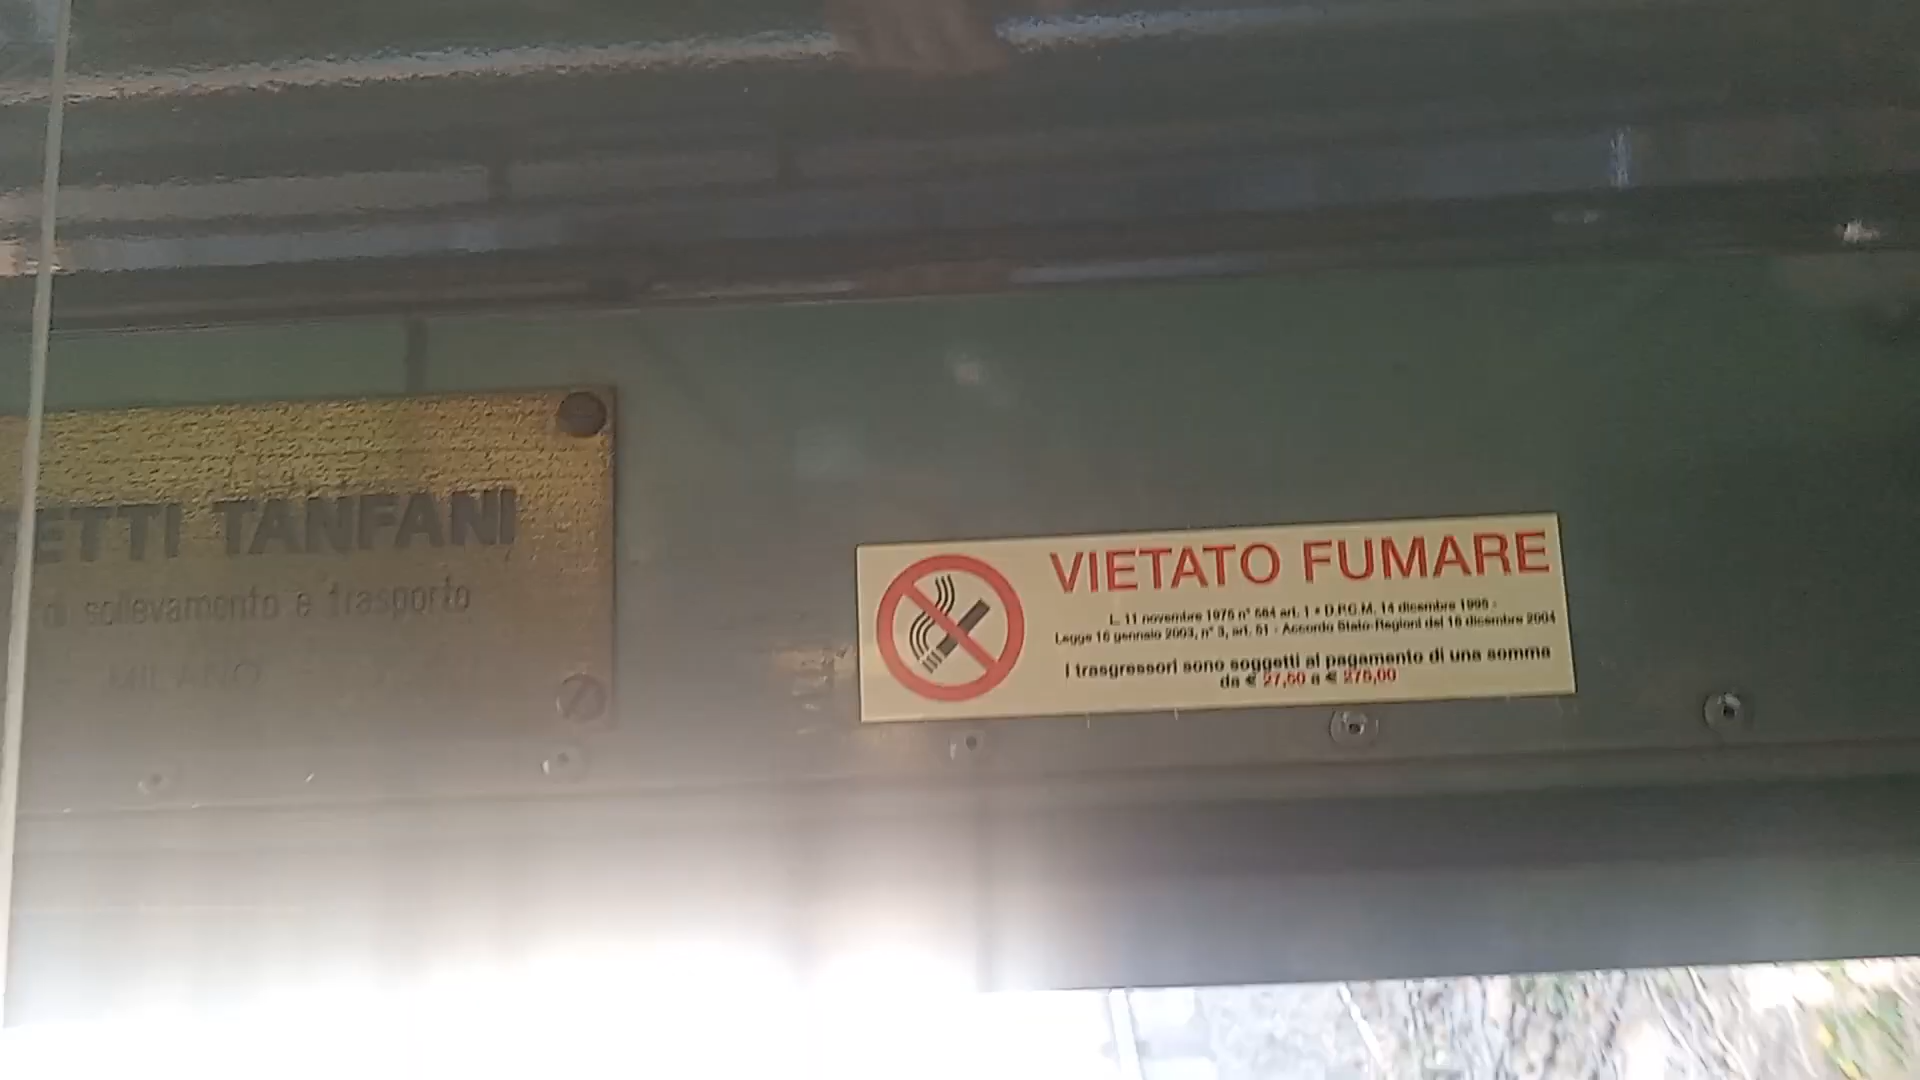 ETTI TANFANI
di sollevamento e trasporto
MILANO
VIETATO FUMARE
L. 11 novembre 1975 n° 584 art. 1 • D.P.C.M. 14 dicembre 1995 -
Legge 16 gennaio 2003, n° 3, art. 51 - Accordo Stato-Regioni del 16 dicembre 2004
I trasgressori sono soggetti al pagamento di una somma
da € 27,50 a € 275,00